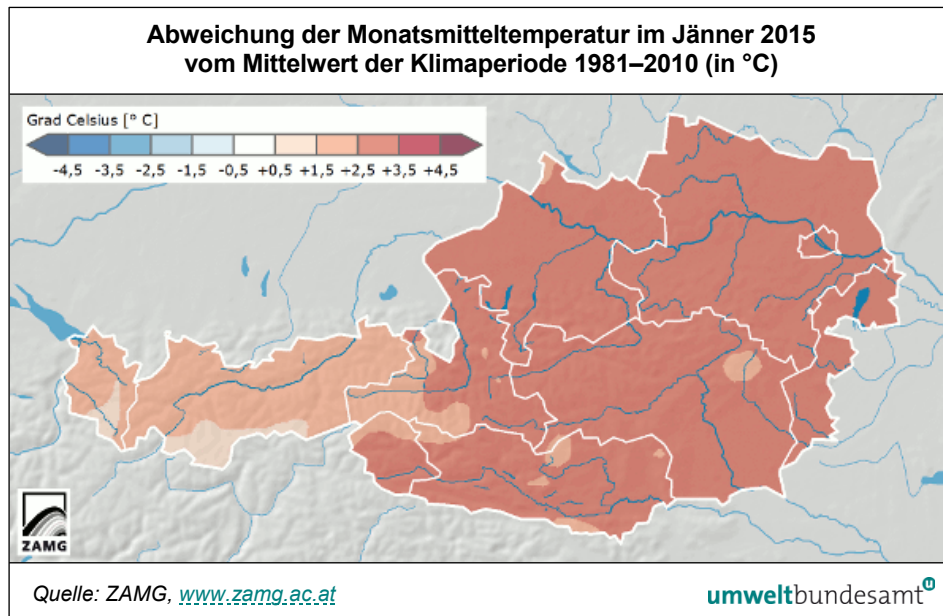 Abweichung der Monatsmitteltemperatur im Jänner 2015
vom Mittelwert der Klimaperiode 1981–2010 (in °C)
Grad Celsius [° C]
-4,5 -3,5 -2,5 -1,5 -0,5 +0,5 +1,5 +2,5 +3,5 +4,5
ZAMG
Quelle: ZAMG, www.zamg.ac.at
umweltbundesamt u